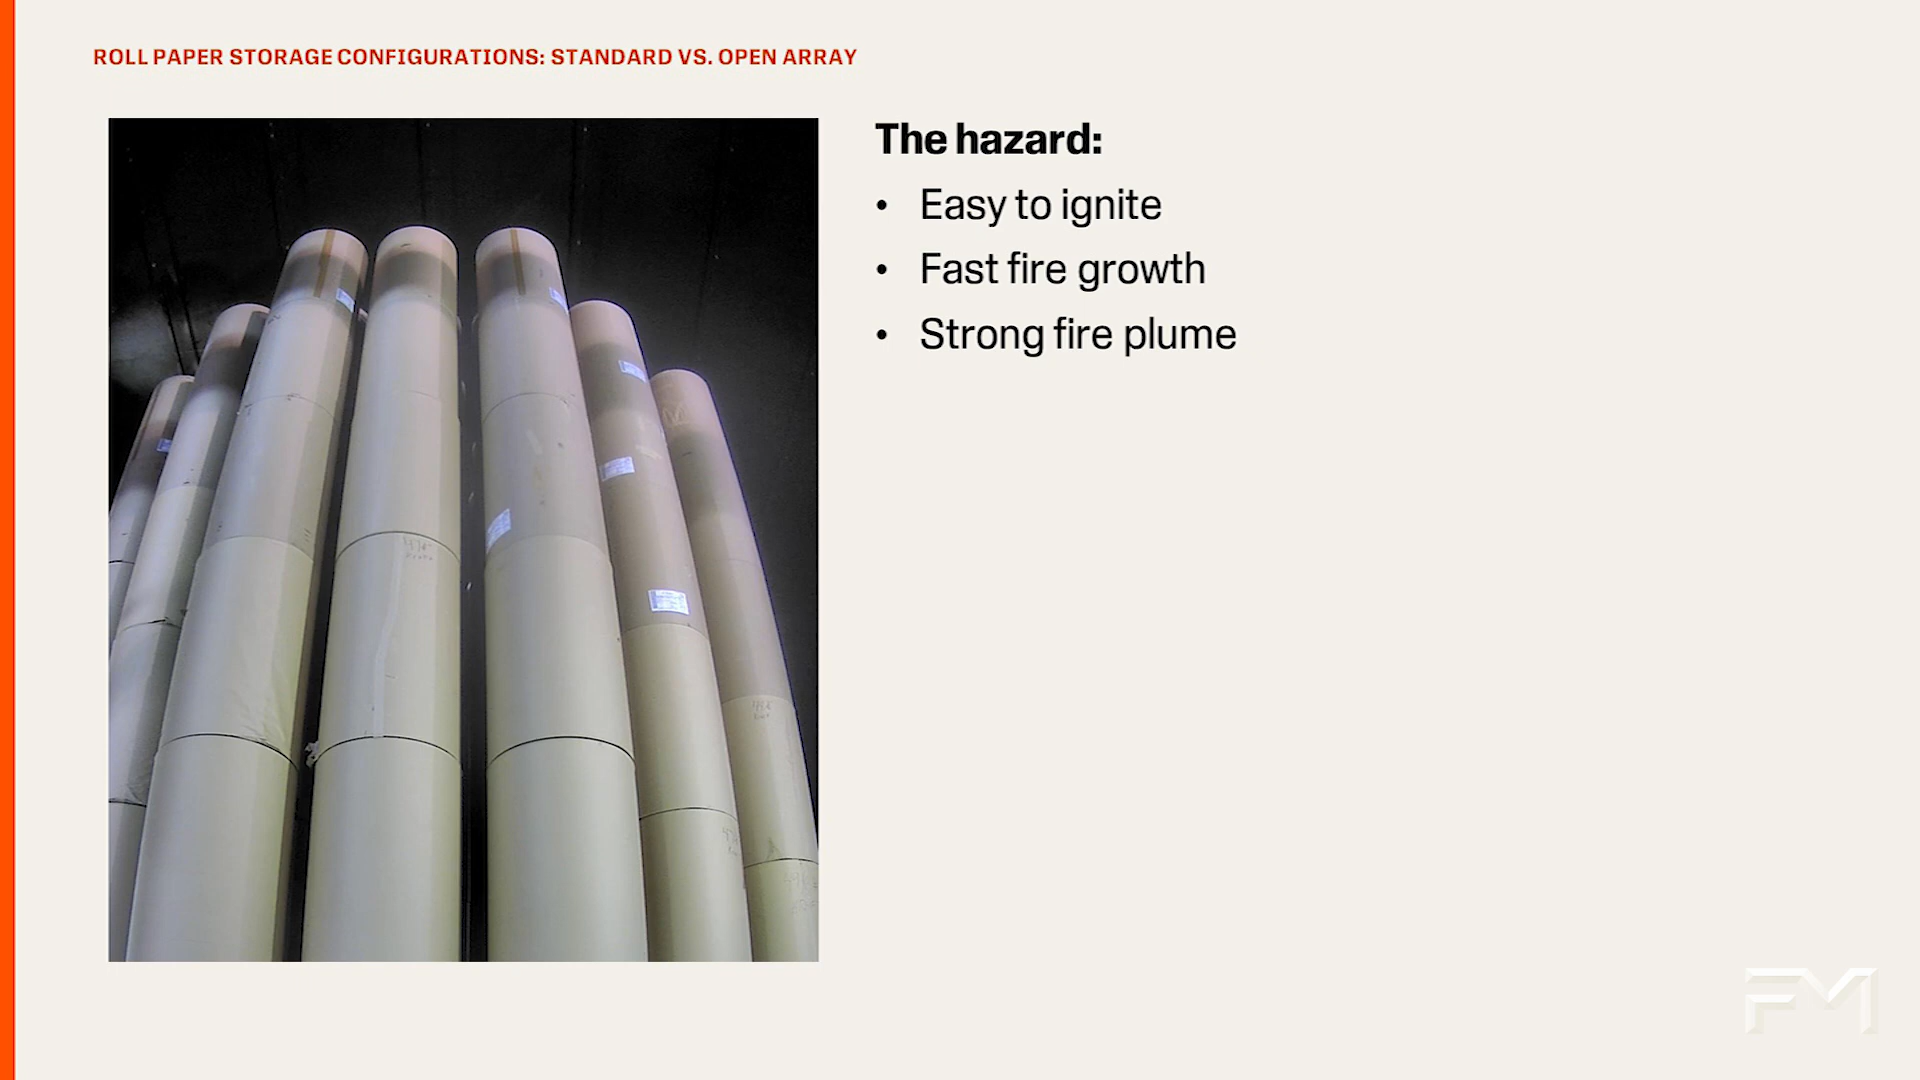 ROLL PAPER STORAGE CONFIGURATIONS: STANDARD VS. OPEN ARRAY
The hazard:
• Easy to ignite
• Fast fire growth
• Strong fire plume
FM